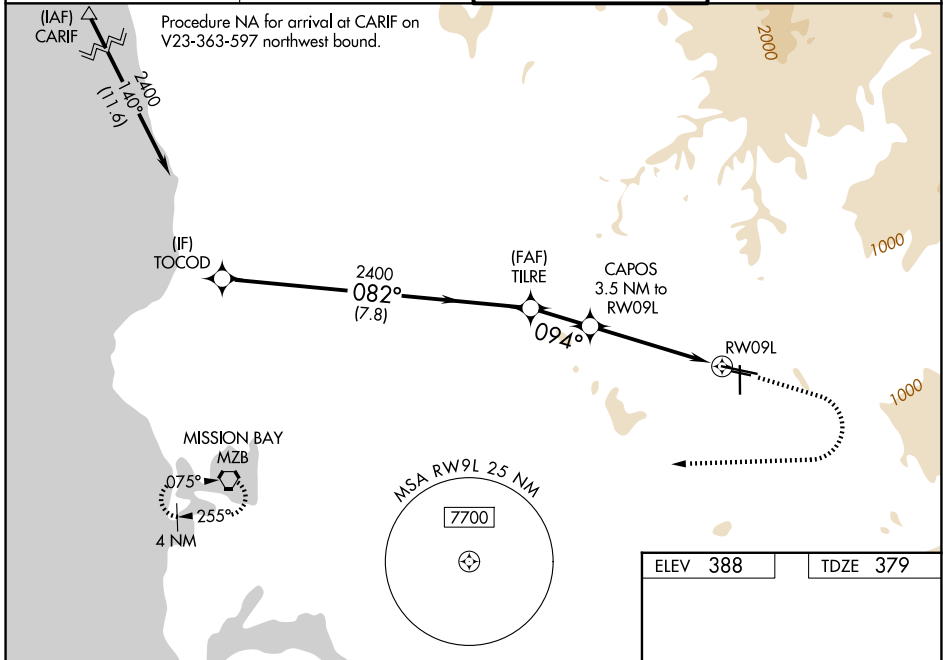 (IAF)
CARIF
Procedure NA for arrival at CARIF on
V23-363-597 northwest bound.
2400
140°
(11.6)
2000
1000
(IF)
TOCOD
2400
082°
(7.8)
(FAF)
TILRE
CAPOS
3.5 NM to
RW09L
094°
RW09L
1000
MISSION BAY
MZB
075°
255°
4 NM
MSA RW9L 25 NM
7700
ELEV 388
TDZE 379